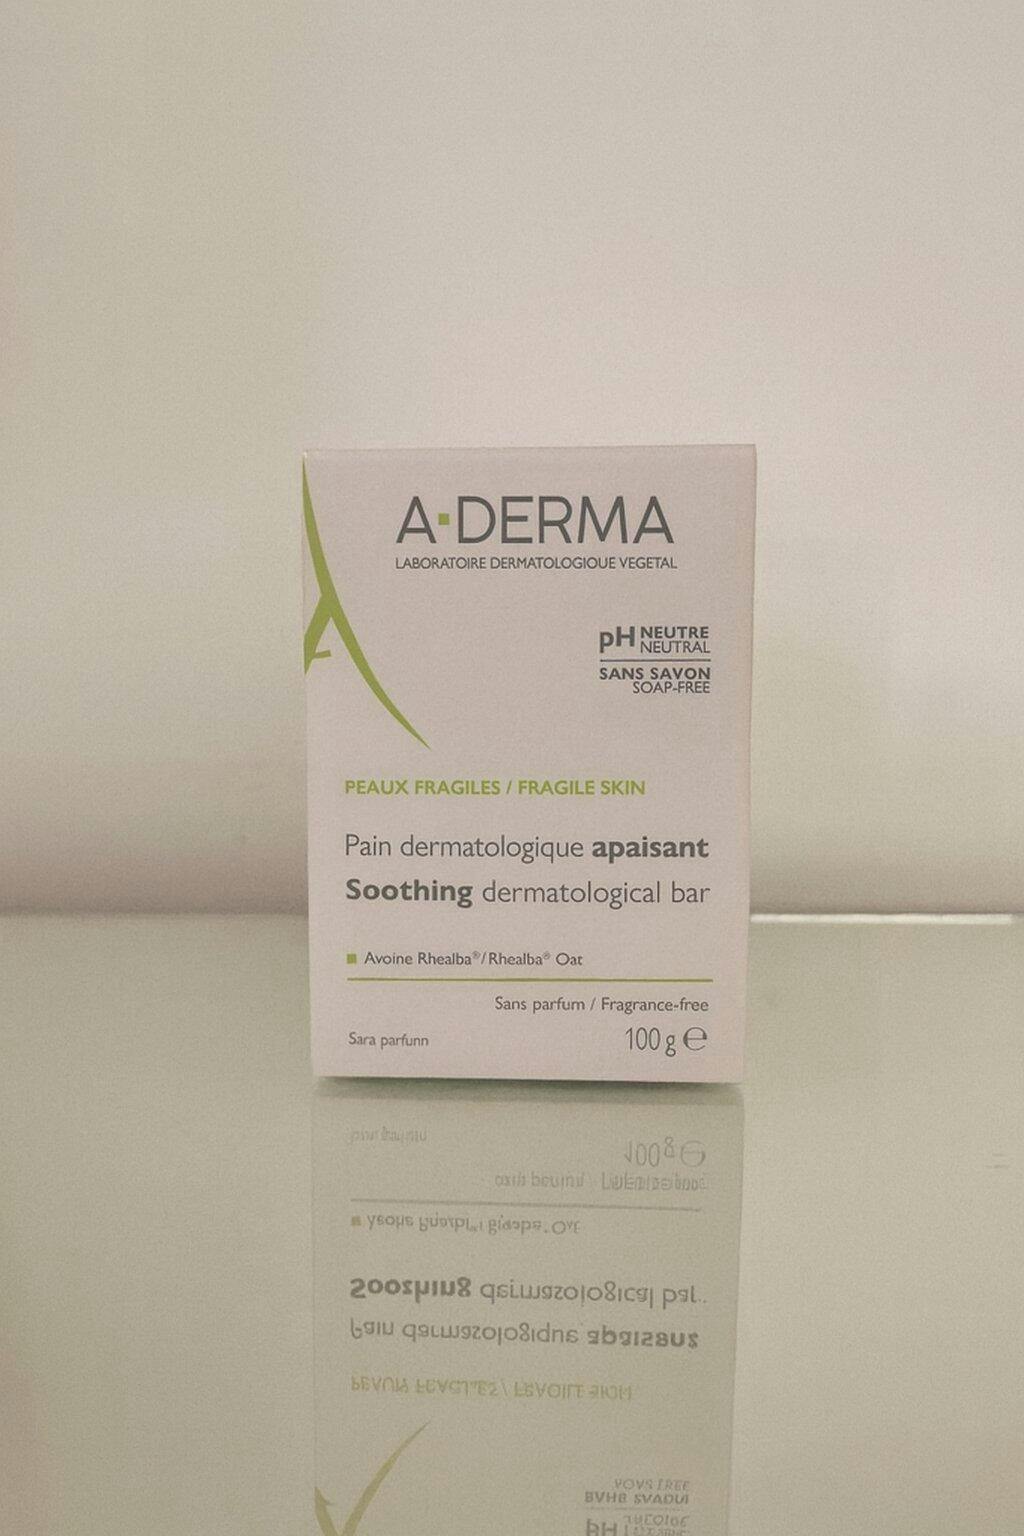 A·DERMA
LABORATOIRE DERMATOLOGIOUE VEGETAL
pH NEUTRE
NEUTRAL
SANS SAVON
SOAP-FREE
PEAUX FRAGILES / FRAGILE SKIN
Pain dermatologique apaisant
Soothing dermatological bar
Avoine Rhealba®/Rhealba® Oat
Sans parfum / Fragrance-free
Sara parfunn
100 g ℮